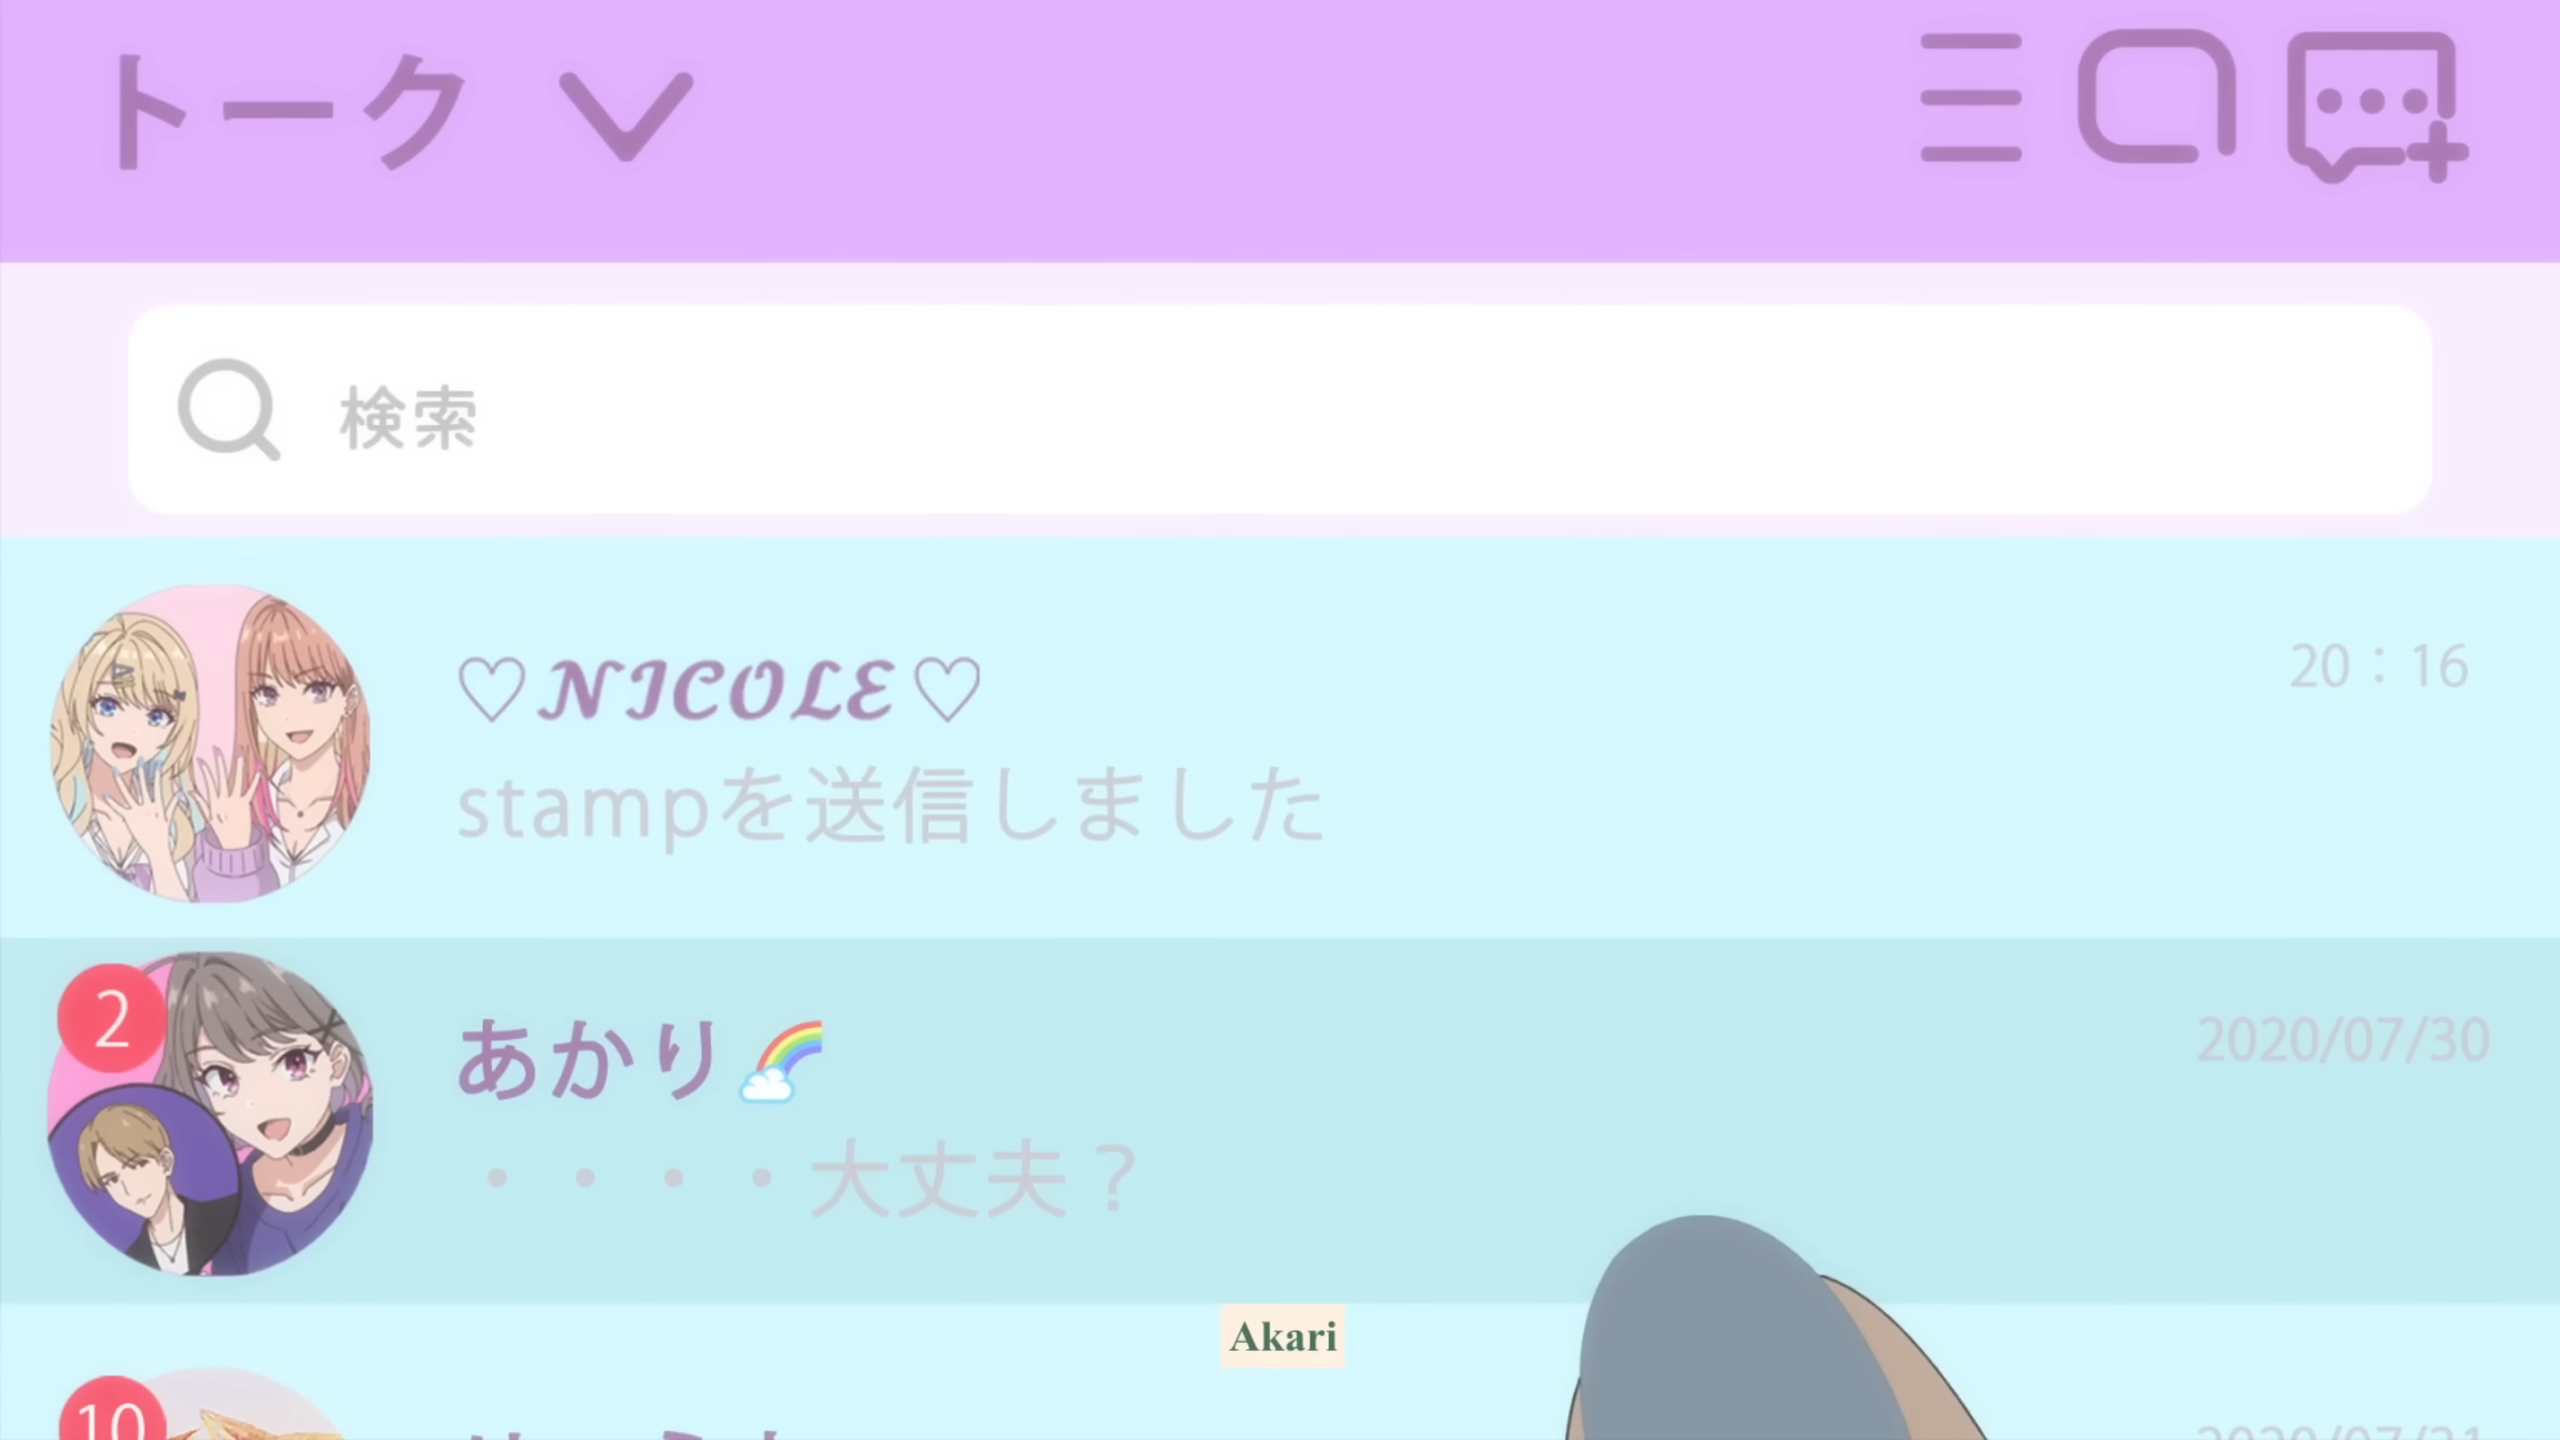 トーク
検索
♡NICOLE♡
20：16
stampを送信しました
2
あかり🌈
2020/07/30
・・・・大丈夫？
Akari
10